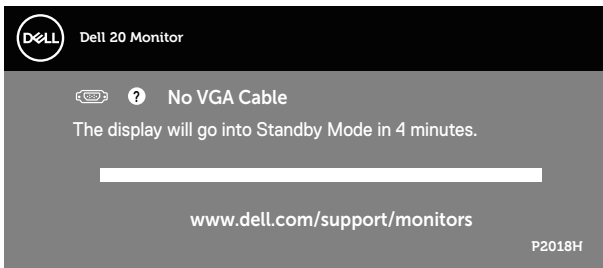 DELL
Dell 20 Monitor
? No VGA Cable
The display will go into Standby Mode in 4 minutes.
www.dell.com/support/monitors
P2018H